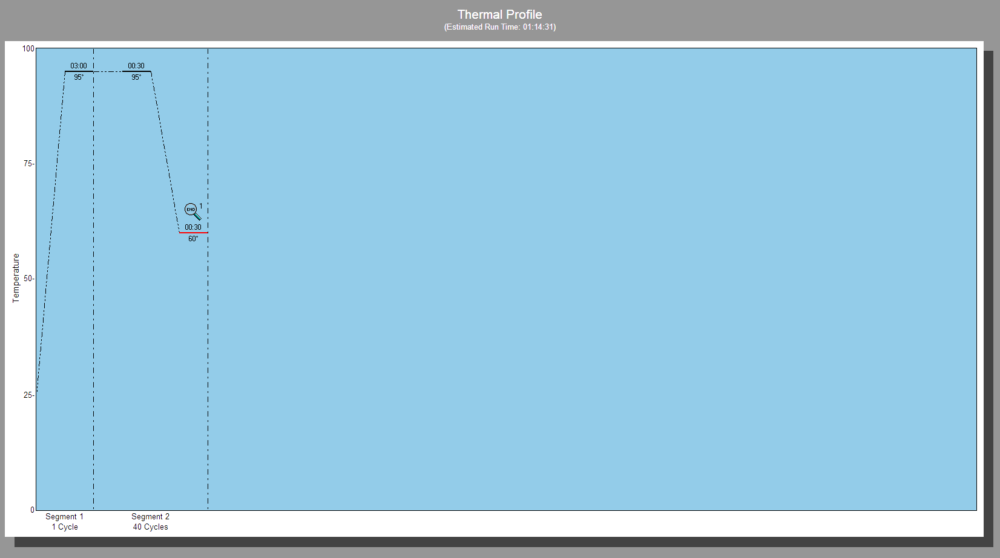 Thermal Profile
(Estimated Run Time: 01:14:31)
100
03:00
00:30
95°
95°
75-
END 1
00:30
60°
Temperature
50-
25-
0
Segment 1
Segment 2
1 Cycle
40 Cycles